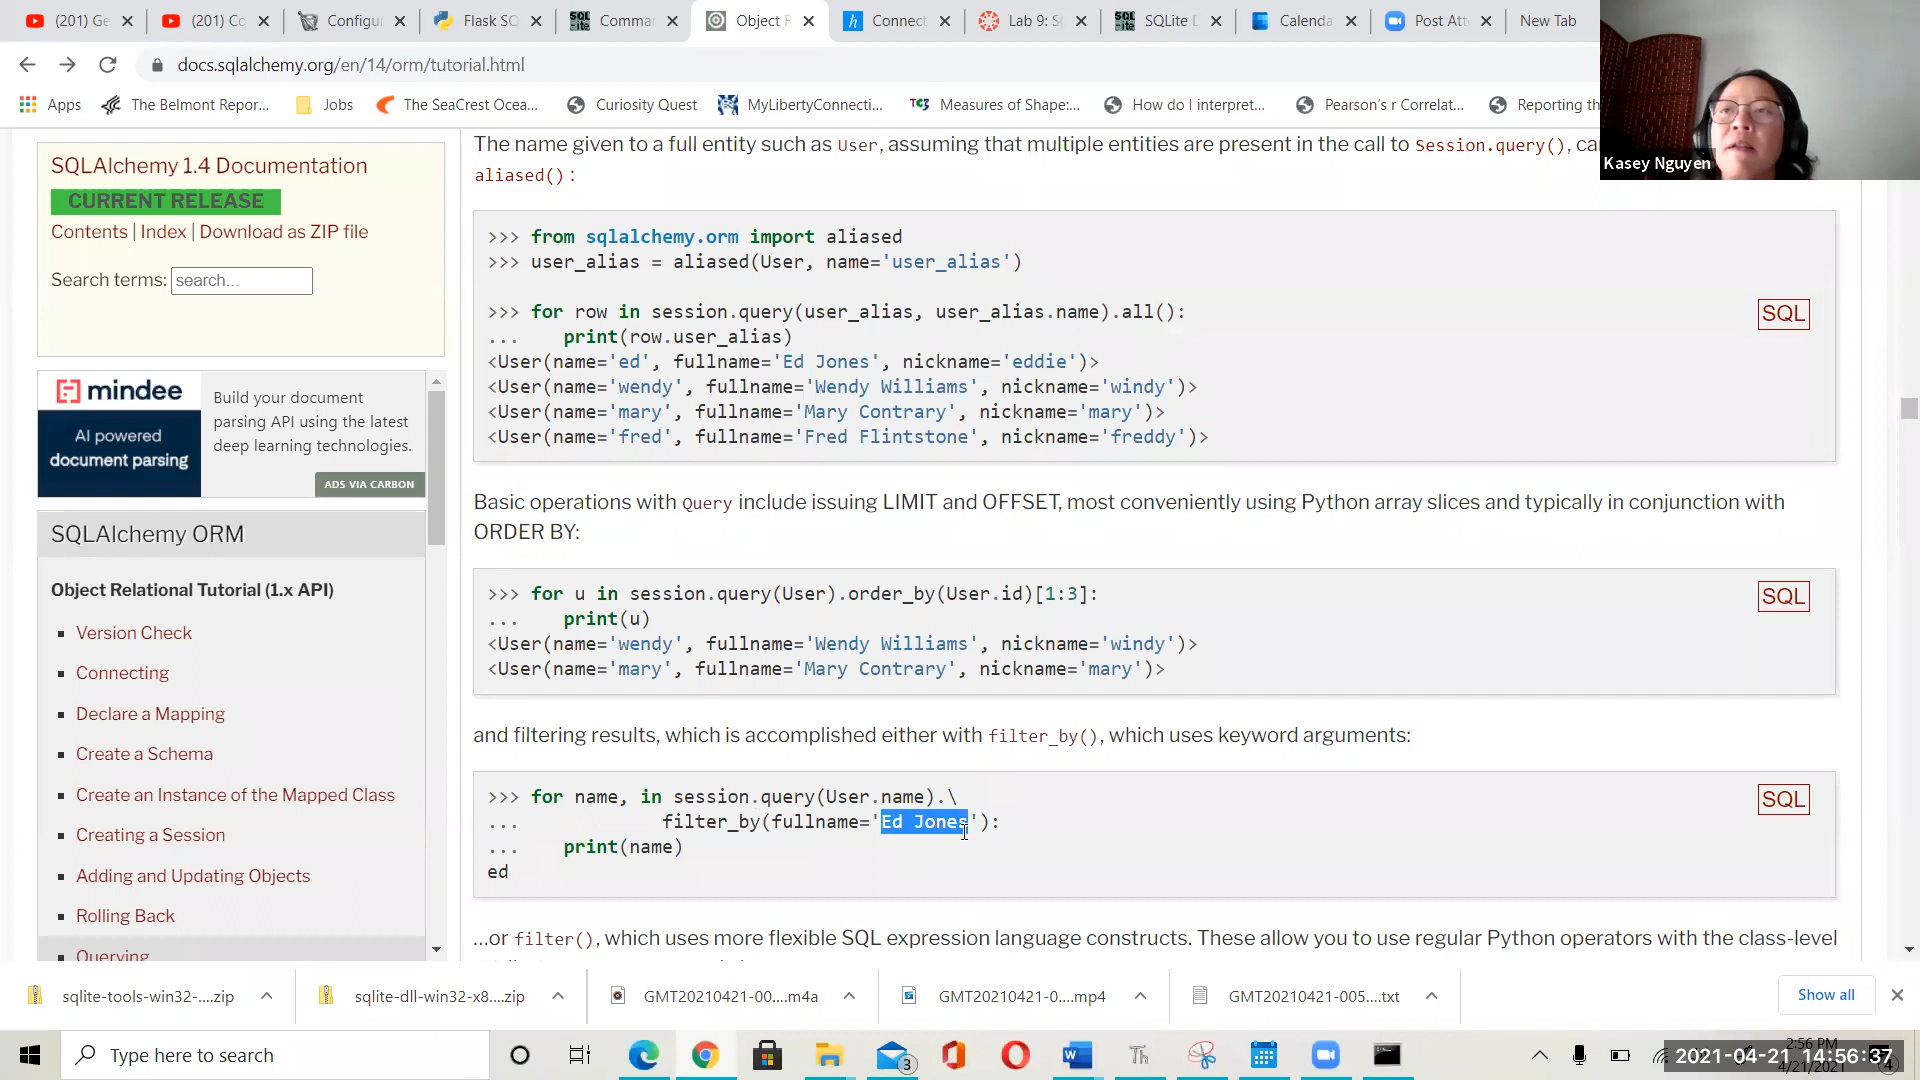 (201) Ge
(201) Co
Configur
Flask SQ
Comman
Object R
Connect
Lab 9: SQ
SQLite D
Calenda
Post Atte
New Tab
docs.sqlalchemy.org/en/14/orm/tutorial.html
Apps
The Belmont Repor...
Jobs
The SeaCrest Ocea...
Curiosity Quest
MyLibertyConnecti...
Measures of Shape:...
How do I interpret...
Pearson's r Correlat...
Reporting th
Kasey Nguyen
SQLAlchemy 1.4 Documentation
CURRENT RELEASE
Contents | Index | Download as ZIP file
Search terms: search...
mindee
AI powered
document parsing
Build your document
parsing API using the latest
deep learning technologies.
ADS VIA CARBON
SQLAlchemy ORM
Object Relational Tutorial (1.x API)
Version Check
Connecting
Declare a Mapping
Create a Schema
Create an Instance of the Mapped Class
Creating a Session
Adding and Updating Objects
Rolling Back
Querying
The name given to a full entity such as User, assuming that multiple entities are present in the call to Session.query(), ca
aliased() :
>>> from sqlalchemy.orm import aliased
>>> user_alias = aliased(User, name='user_alias')
>>> for row in session.query(user_alias, user_alias.name).all():
...    print(row.user_alias)
<User(name='ed', fullname='Ed Jones', nickname='eddie')>
<User(name='wendy', fullname='Wendy Williams', nickname='windy')>
<User(name='mary', fullname='Mary Contrary', nickname='mary')>
<User(name='fred', fullname='Fred Flintstone', nickname='freddy')>
SQL
Basic operations with Query include issuing LIMIT and OFFSET, most conveniently using Python array slices and typically in conjunction with
ORDER BY:
>>> for u in session.query(User).order_by(User.id)[1:3]:
...    print(u)
<User(name='wendy', fullname='Wendy Williams', nickname='windy')>
<User(name='mary', fullname='Mary Contrary', nickname='mary')>
SQL
and filtering results, which is accomplished either with filter_by(), which uses keyword arguments:
>>> for name, in session.query(User.name).\
...             filter_by(fullname='Ed Jones'):
...    print(name)
ed
SQL
…or filter(), which uses more flexible SQL expression language constructs. These allow you to use regular Python operators with the class-level
sqlite-tools-win32-....zip
sqlite-dll-win32-x8....zip
GMT20210421-00....m4a
GMT20210421-0....mp4
GMT20210421-005....txt
Show all
Type here to search
3
2:56 PM
2021-04-21 14:56:37
4